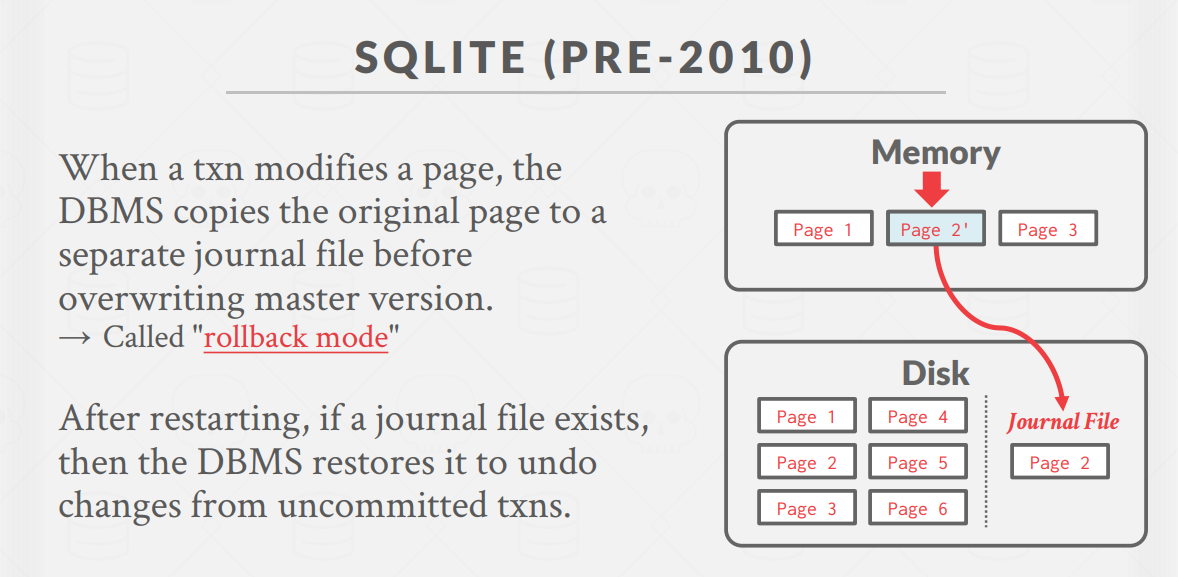 SQLITE (PRE-2010)
When a txn modifies a page, the
DBMS copies the original page to a
separate journal file before
overwriting master version.
→ Called "rollback mode"
After restarting, if a journal file exists,
then the DBMS restores it to undo
changes from uncommitted txns.
Memory
Page 1 Page 2' Page 3
Disk
Page 1 Page 4
Page 2 Page 5
Page 3 Page 6
Journal File
Page 2